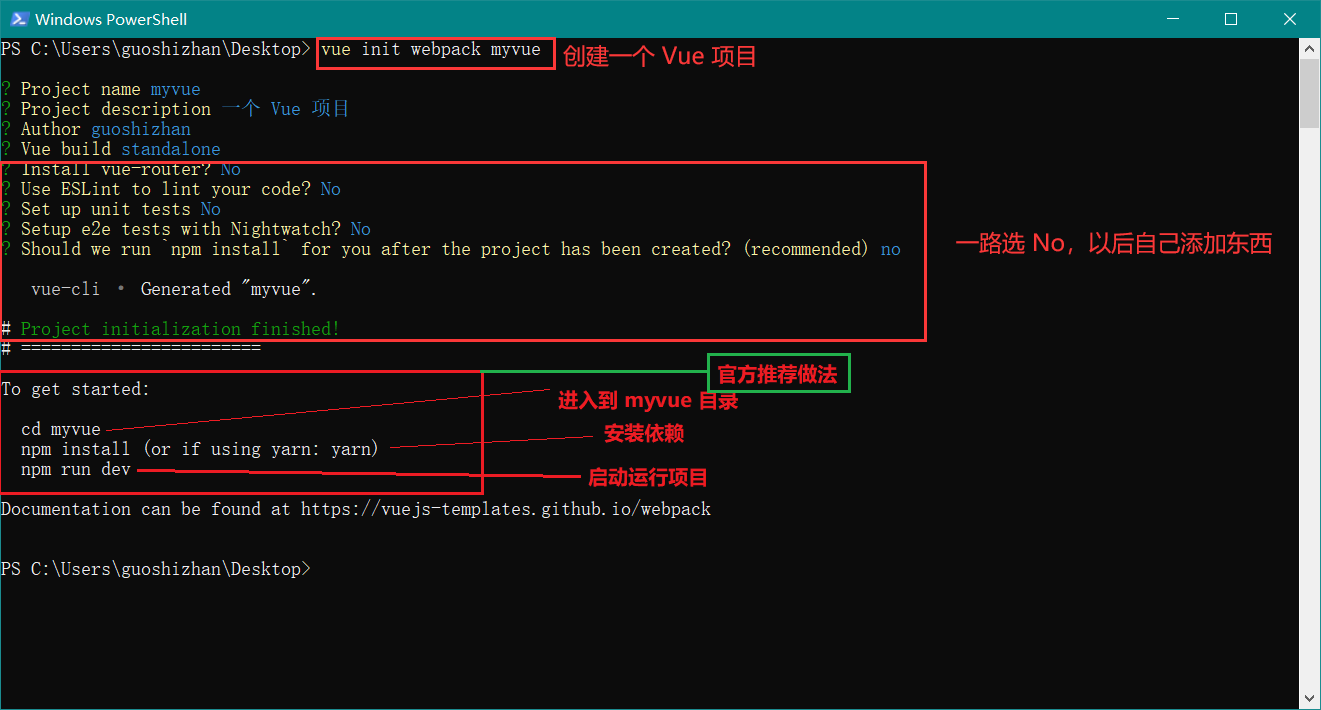 Windows PowerShell
PS C:\Users\guoshizhan\Desktop> vue init webpack myvue 创建一个 Vue 项目
? Project name myvue
? Project description 一个 Vue 项目
? Author guoshizhan
? Vue build standalone
? Install vue-router? No
? Use ESLint to lint your code? No
? Set up unit tests No
? Setup e2e tests with Nightwatch? No
? Should we run `npm install` for you after the project has been created? (recommended) no
一路选 No，以后自己添加东西
vue-cli · Generated "myvue".
# Project initialization finished!
# ========================
官方推荐做法
To get started:
进入到 myvue 目录
cd myvue
安装依赖
npm install (or if using yarn: yarn)
npm run dev
启动运行项目
Documentation can be found at https://vuejs-templates.github.io/webpack
PS C:\Users\guoshizhan\Desktop>